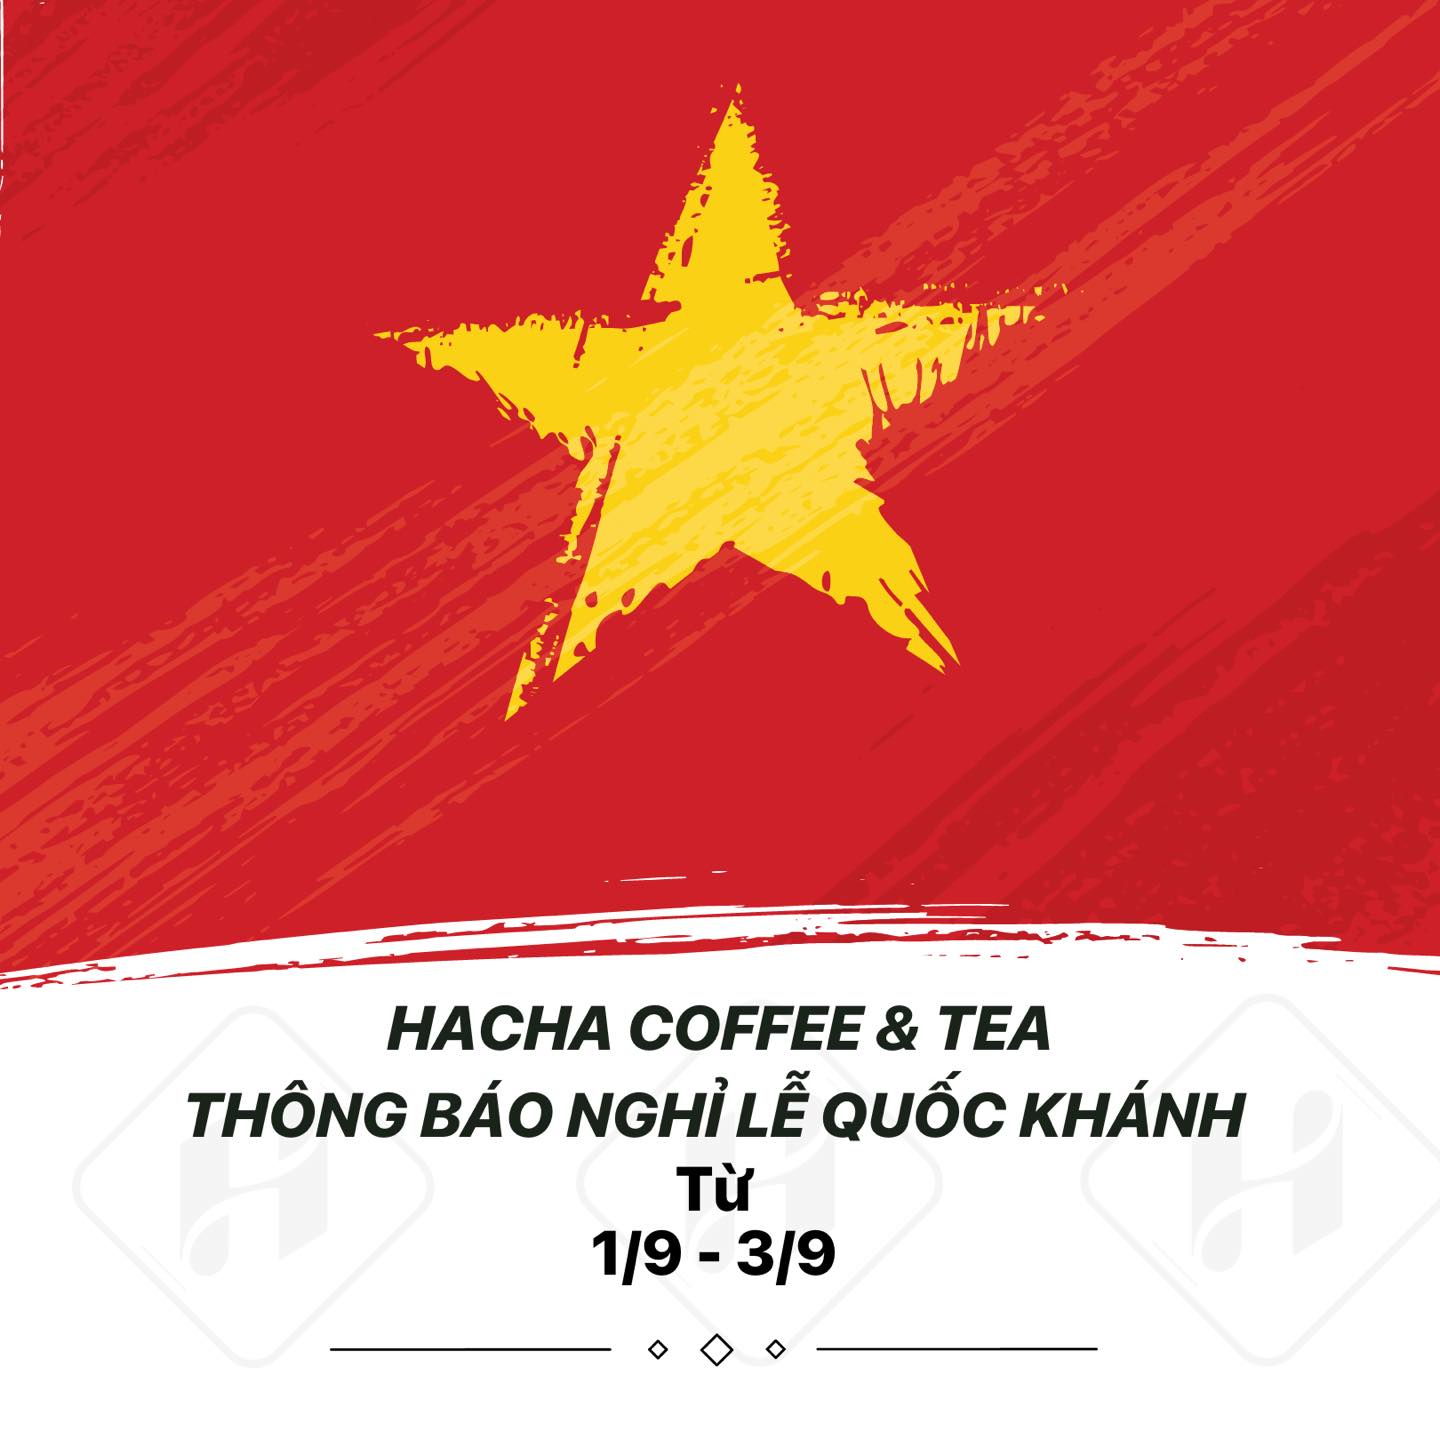 HACHA COFFEE & TEA
THÔNG BÁO NGHỈ LỄ QUỐC KHÁNH
Từ
1/9 - 3/9